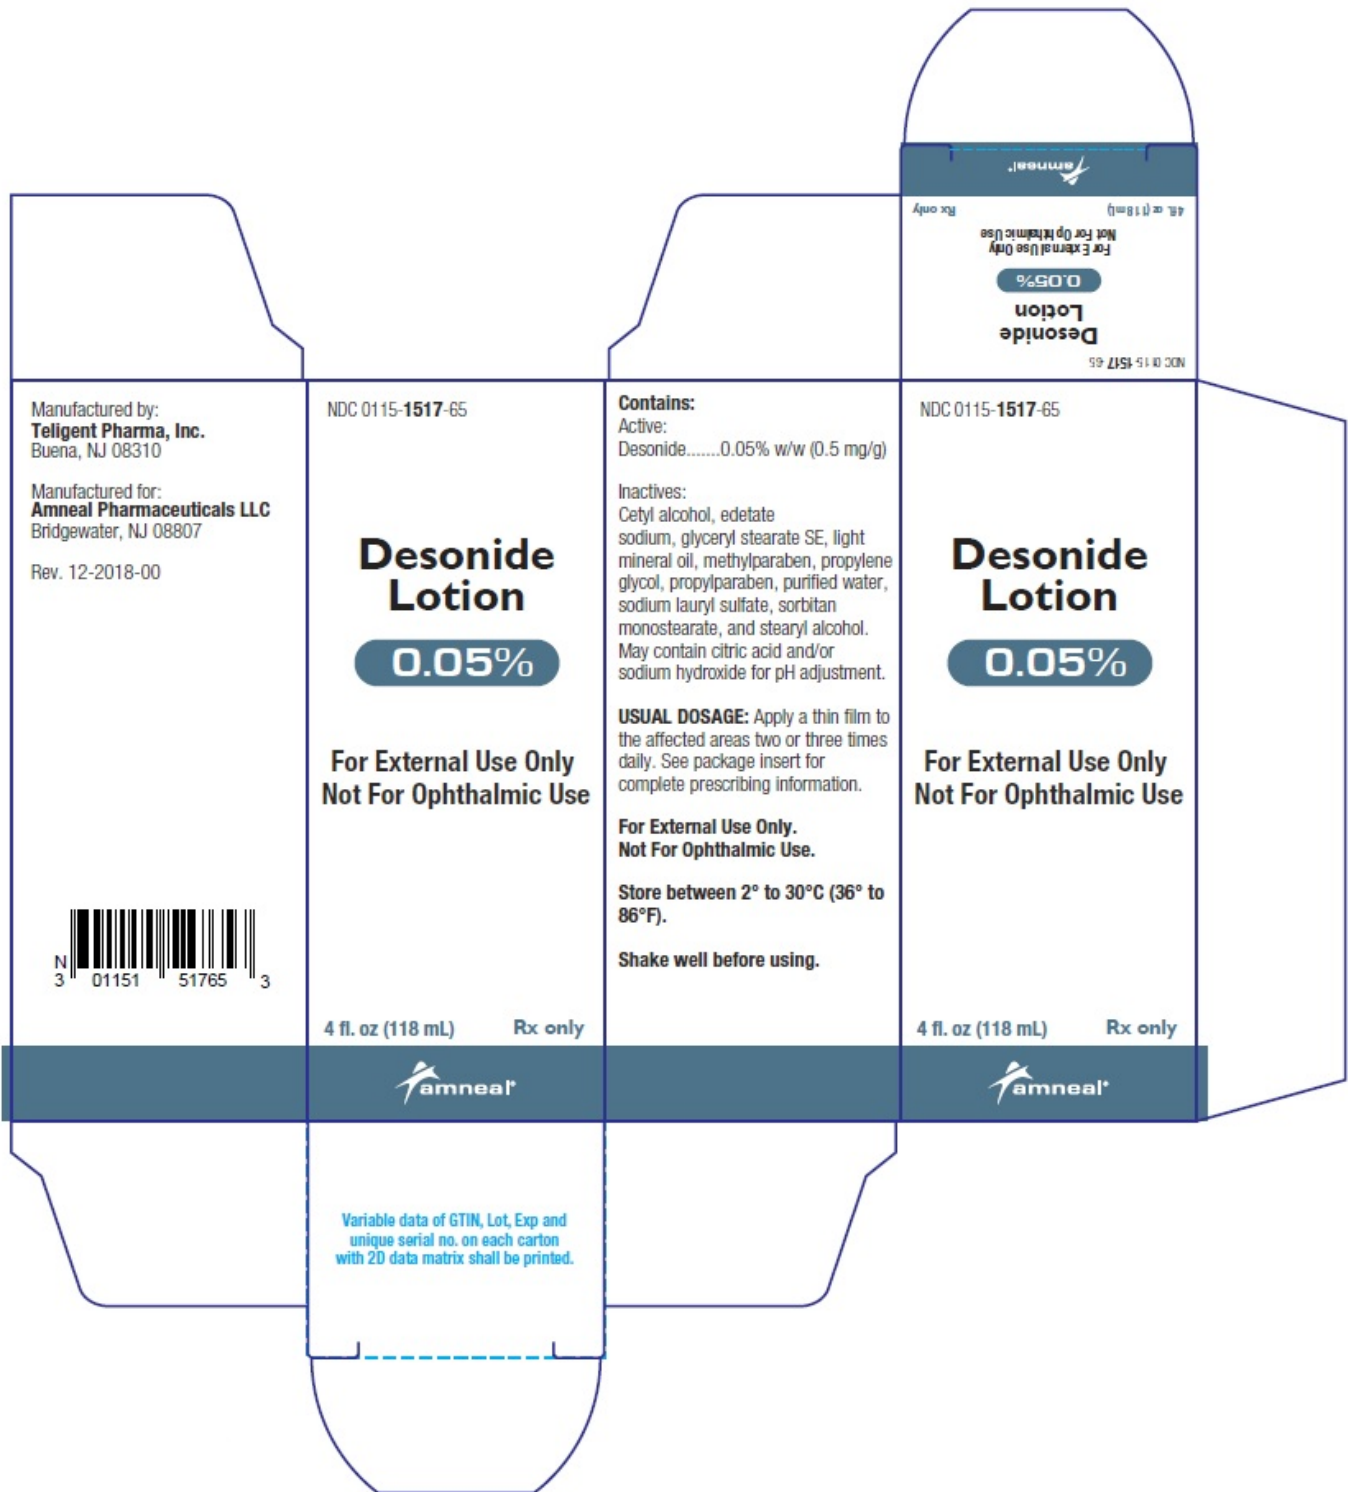 amneal
4 fl. oz (118 mL) Rx only
For External Use Only
Not For Ophthalmic Use
0.05%
Desonide
Lotion
NDC 0115-1517-65
Manufactured by:
Teligent Pharma, Inc.
Buena, NJ 08310
Manufactured for:
Amneal Pharmaceuticals LLC
Bridgewater, NJ 08807
Rev. 12-2018-00
N
3 01151 51765 3
NDC 0115-1517-65
Desonide
Lotion
0.05%
For External Use Only
Not For Ophthalmic Use
4 fl. oz (118 mL) Rx only
amneal
Contains:
Active:
Desonide.......0.05% w/w (0.5 mg/g)
Inactives:
Cetyl alcohol, edetate
sodium, glyceryl stearate SE, light
mineral oil, methylparaben, propylene
glycol, propylparaben, purified water,
sodium lauryl sulfate, sorbitan
monostearate, and stearyl alcohol.
May contain citric acid and/or
sodium hydroxide for pH adjustment.
USUAL DOSAGE: Apply a thin film to
the affected areas two or three times
daily. See package insert for
complete prescribing information.
For External Use Only.
Not For Ophthalmic Use.
Store between 2° to 30°C (36° to
86°F).
Shake well before using.
NDC 0115-1517-65
Desonide
Lotion
0.05%
For External Use Only
Not For Ophthalmic Use
4 fl. oz (118 mL) Rx only
amneal
Variable data of GTIN, Lot, Exp and
unique serial no. on each carton
with 2D data matrix shall be printed.